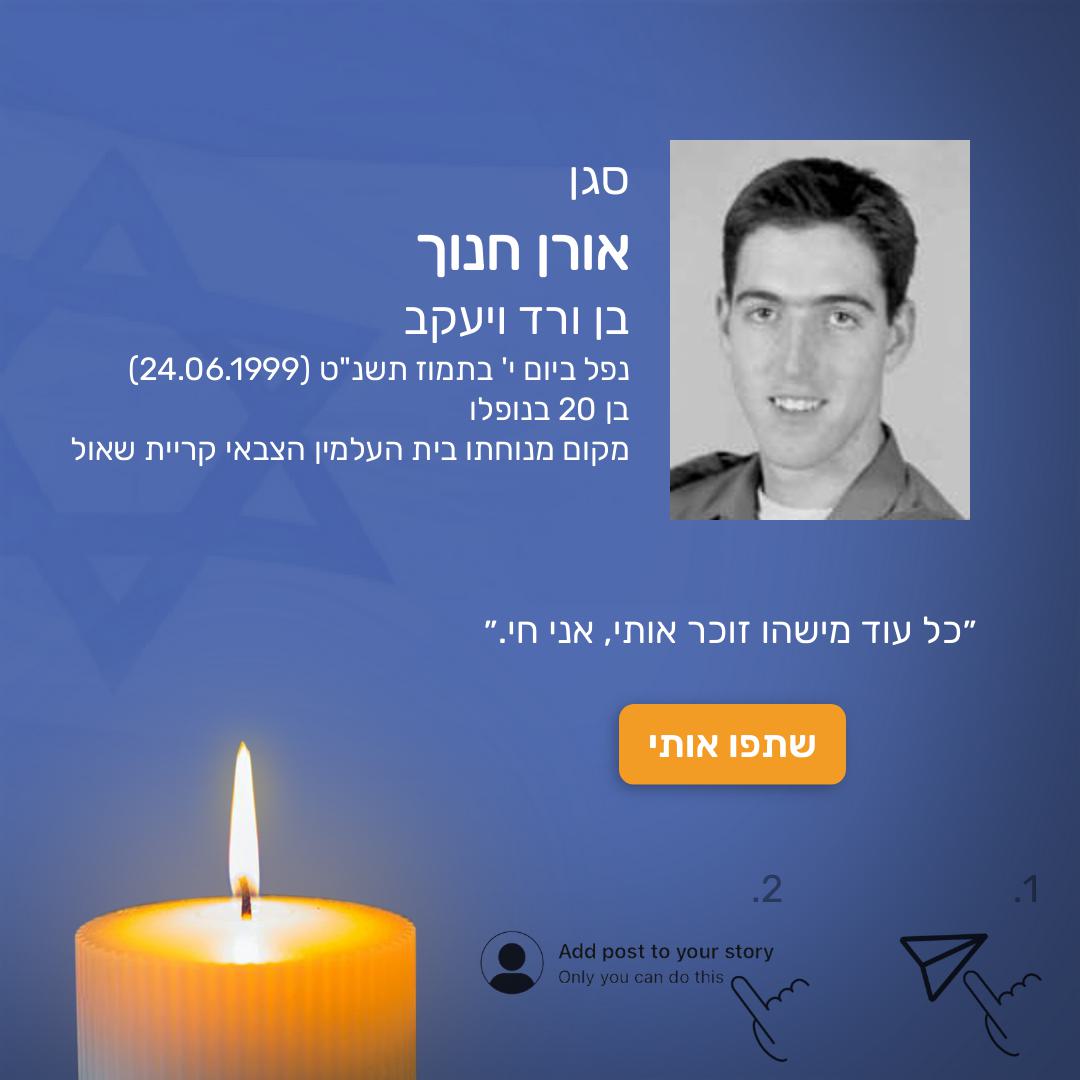 סגן
אורן חנוך
בן ורד ויעקב
נפל ביום י' בתמוז תשנ"ט (24.06.1999)
בן 20 בנופלו
מקום מנוחתו בית העלמין הצבאי קריית שאול
״כל עוד מישהו זוכר אותי, אני חי.״
שתפו אותי
1.
2.
Add post to your story
Only you can do this